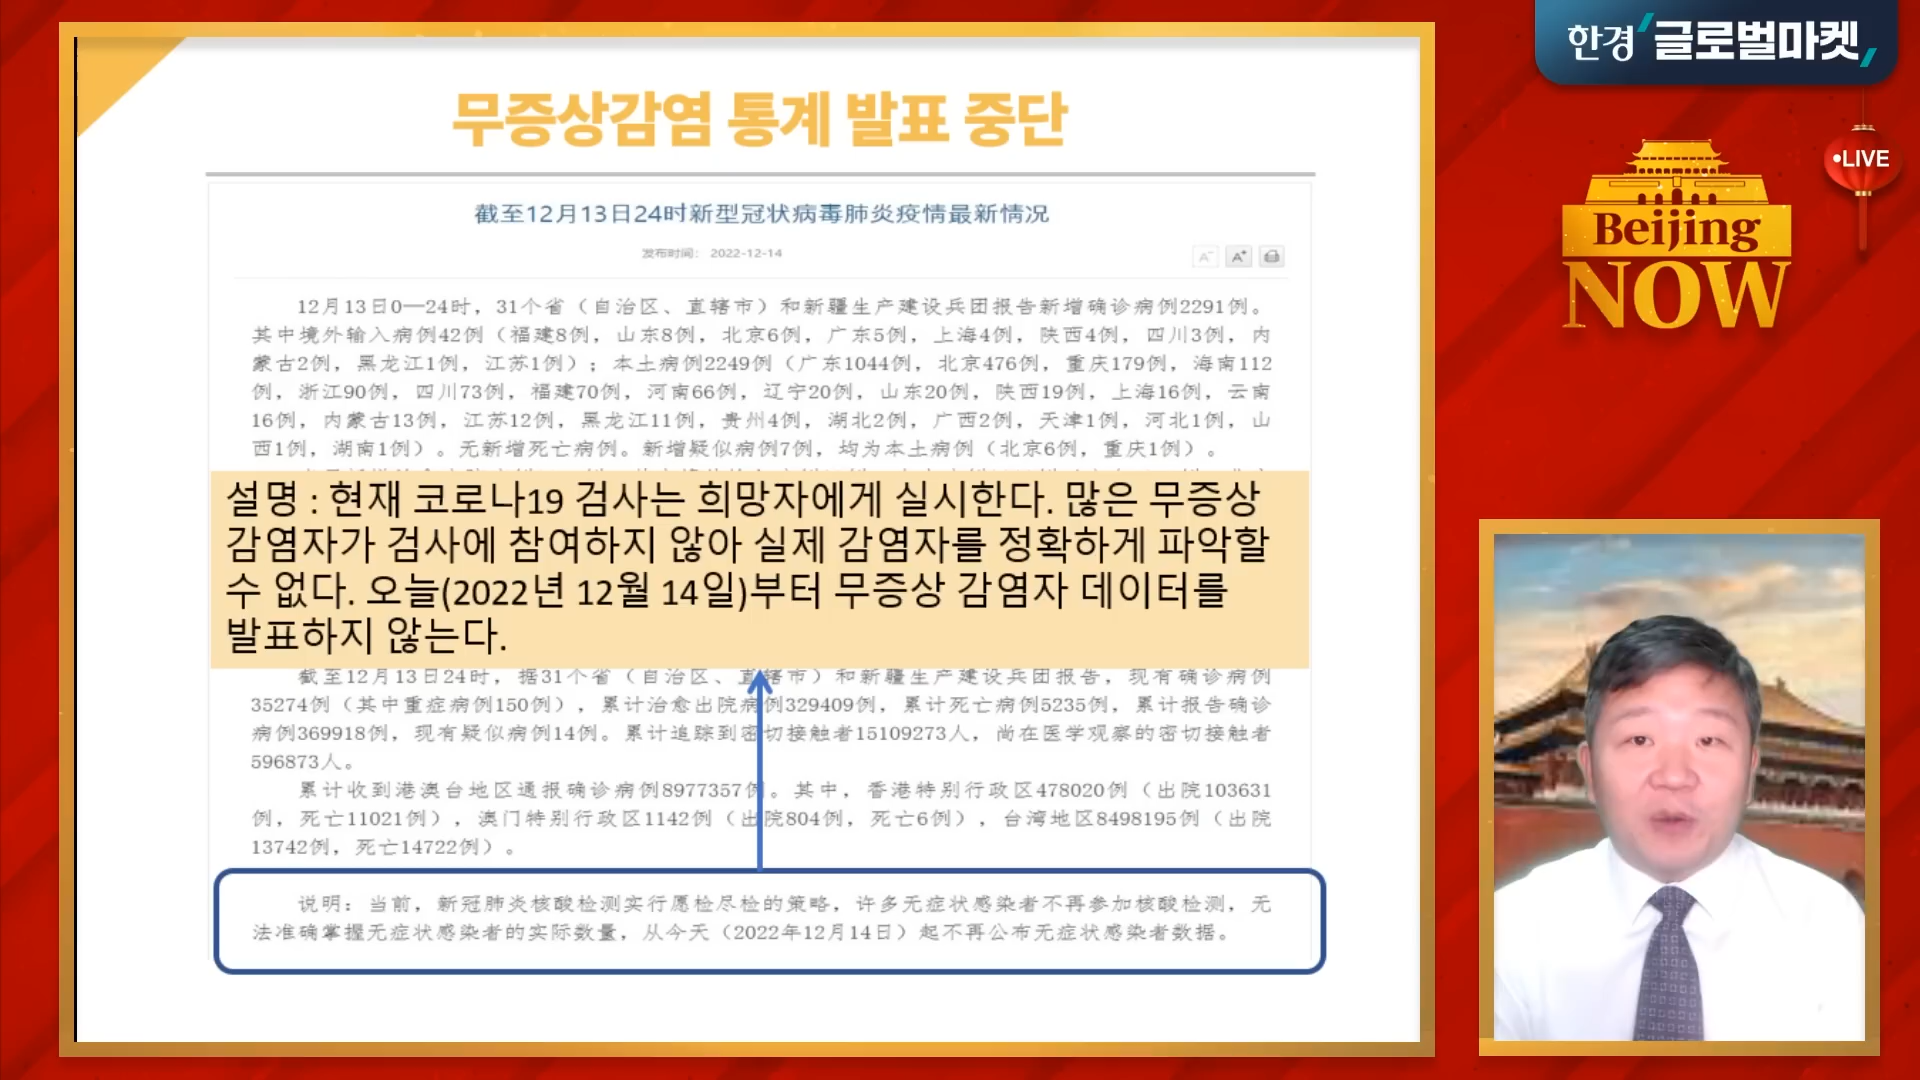 한경 글로벌마켓
•LIVE
Beijing
NOW
무증상감염 통계 발표 중단
截至12月13日24时新型冠状病毒肺炎疫情最新情况
发布时间： 2022-12-14
A⁻ A⁺
12月13日0—24时，31个省（自治区、直辖市）和新疆生产建设兵团报告新增确诊病例2291例。
其中境外输入病例42例（福建8例，山东8例，北京6例，广东5例，上海4例，陕西4例，四川3例，内
蒙古2例，黑龙江1例，江苏1例）；本土病例2249例（广东1044例，北京476例，重庆179例，海南112
例，浙江90例，四川73例，福建70例，河南66例，辽宁20例，山东20例，陕西19例，上海16例，云南
16例，内蒙古13例，江苏12例，黑龙江11例，贵州4例，湖北2例，广西2例，天津1例，河北1例，山
西1例，湖南1例）。无新增死亡病例。新增疑似病例7例，均为本土病例（北京6例，重庆1例）。
설명 : 현재 코로나19 검사는 희망자에게 실시한다. 많은 무증상
감염자가 검사에 참여하지 않아 실제 감염자를 정확하게 파악할
수 없다. 오늘(2022년 12월 14일)부터 무증상 감염자 데이터를
발표하지 않는다.
截至12月13日24时，据31个省（自治区、直辖市）和新疆生产建设兵团报告，现有确诊病例
35274例（其中重症病例150例），累计治愈出院病例329409例，累计死亡病例5235例，累计报告确诊
病例369918例，现有疑似病例14例。累计追踪到密切接触者15109273人，尚在医学观察的密切接触者
596873人。
累计收到港澳台地区通报确诊病例8977357例。其中，香港特别行政区478020例（出院103631
例，死亡11021例），澳门特别行政区1142例（出院804例，死亡6例），台湾地区8498195例（出院
13742例，死亡14722例）。
说明：当前，新冠肺炎核酸检测实行愿检尽检的策略，许多无症状感染者不再参加核酸检测，无
法准确掌握无症状感染者的实际数量，从今天（2022年12月14日）起不再公布无症状感染者数据。